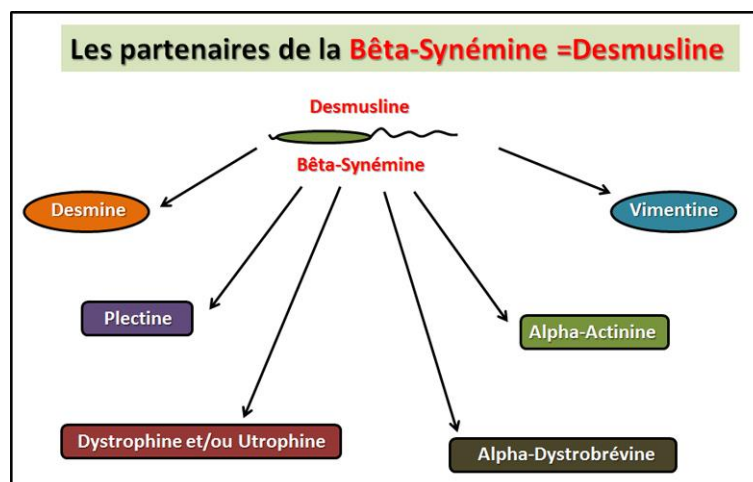 Les partenaires de la Bêta-Synémine =Desmusline
Desmusline
Bêta-Synémine
Desmine
Vimentine
Plectine
Alpha-Actinine
Dystrophine et/ou Utrophine
Alpha-Dystrobrévine